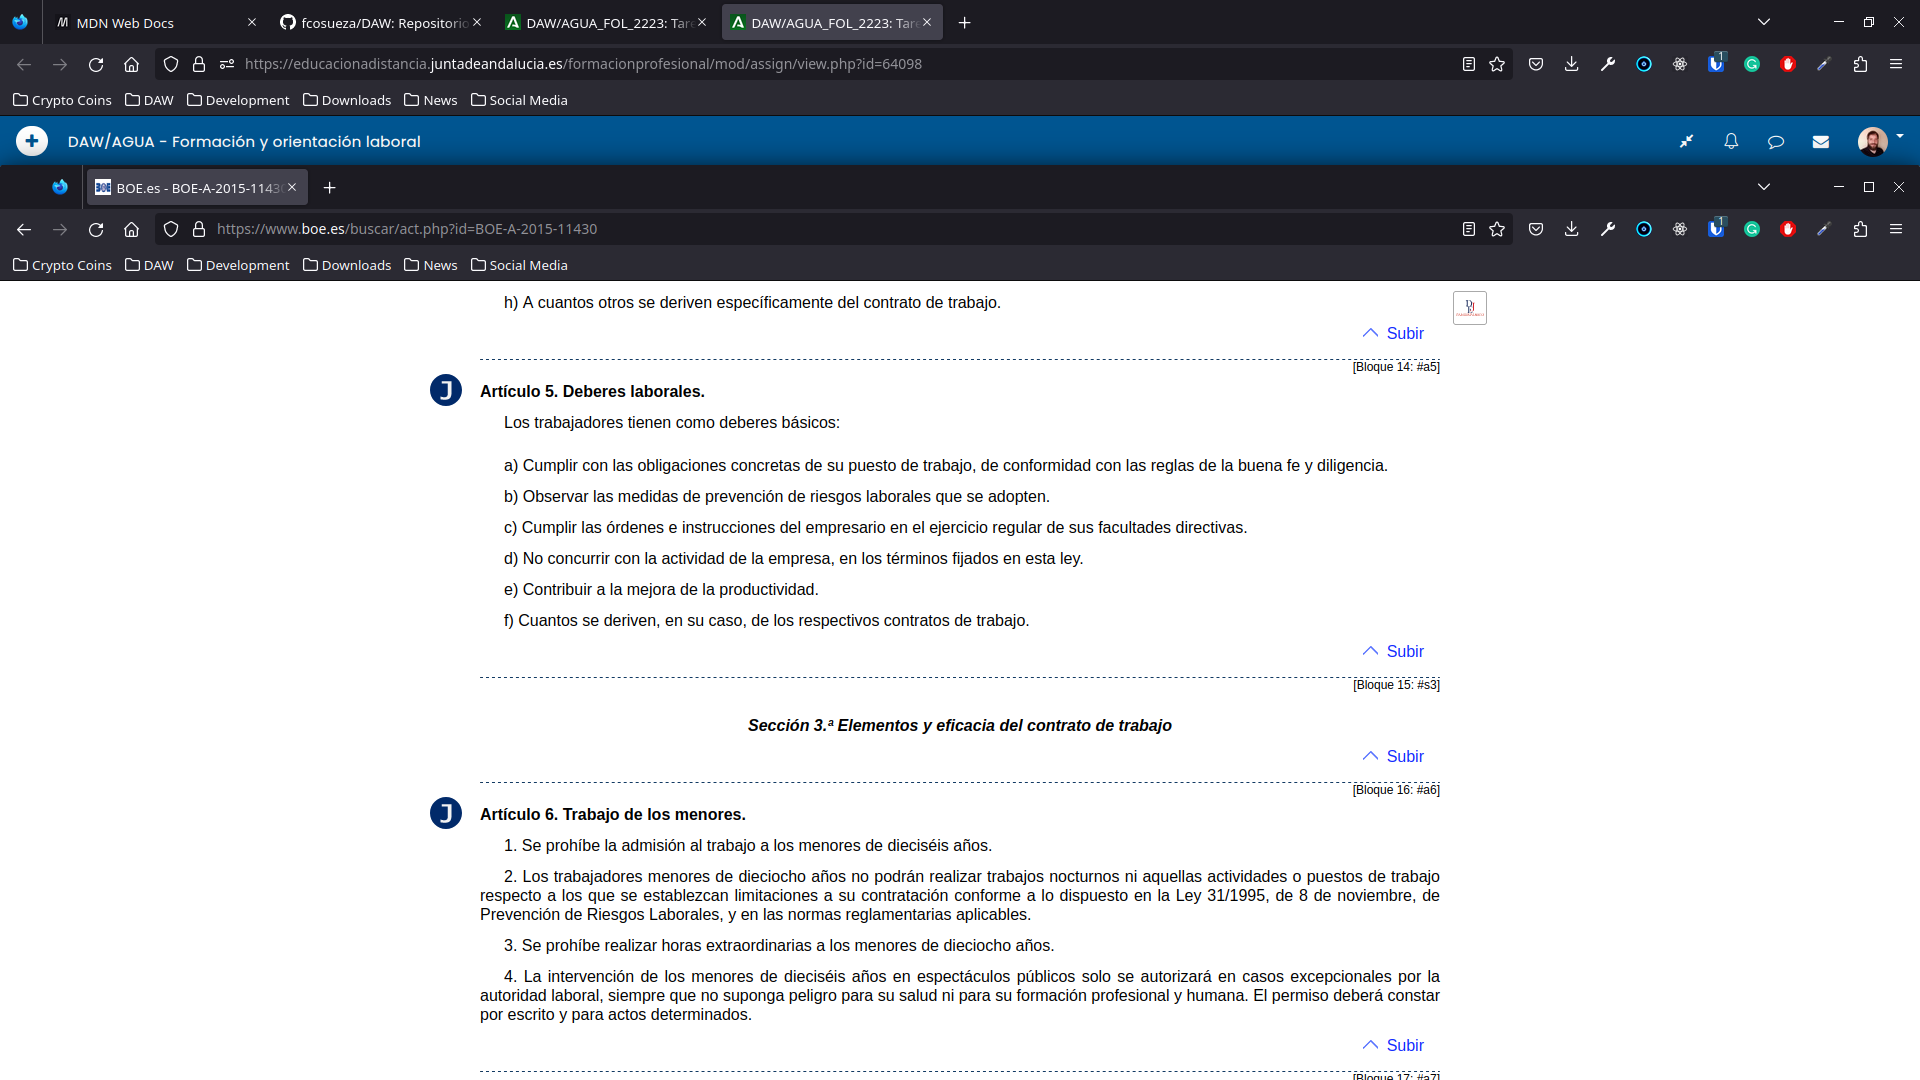 MDN Web Docs
fcosueza/DAW: Repositorio
DAW/AGUA_FOL_2223: Tar
DAW/AGUA_FOL_2223: Tar
https://educacionadistancia.juntadeandalucia.es/formacionprofesional/mod/assign/view.php?id=64098
1
Crypto Coins DAW Development Downloads News Social Media
DAW/AGUA - Formación y orientación laboral
BOE.es - BOE-A-2015-1143
https://www.boe.es/buscar/act.php?id=BOE-A-2015-11430
1
Crypto Coins DAW Development Downloads News Social Media
h) A cuantos otros se deriven específicamente del contrato de trabajo.
Subir
[Bloque 14: #a5]
J
Artículo 5. Deberes laborales.
Los trabajadores tienen como deberes básicos:
a) Cumplir con las obligaciones concretas de su puesto de trabajo, de conformidad con las reglas de la buena fe y diligencia.
b) Observar las medidas de prevención de riesgos laborales que se adopten.
c) Cumplir las órdenes e instrucciones del empresario en el ejercicio regular de sus facultades directivas.
d) No concurrir con la actividad de la empresa, en los términos fijados en esta ley.
e) Contribuir a la mejora de la productividad.
f) Cuantos se deriven, en su caso, de los respectivos contratos de trabajo.
Subir
[Bloque 15: #s3]
Sección 3.ª Elementos y eficacia del contrato de trabajo
Subir
[Bloque 16: #a6]
J
Artículo 6. Trabajo de los menores.
1. Se prohíbe la admisión al trabajo a los menores de dieciséis años.
2. Los trabajadores menores de dieciocho años no podrán realizar trabajos nocturnos ni aquellas actividades o puestos de trabajo
respecto a los que se establezcan limitaciones a su contratación conforme a lo dispuesto en la Ley 31/1995, de 8 de noviembre, de
Prevención de Riesgos Laborales, y en las normas reglamentarias aplicables.
3. Se prohíbe realizar horas extraordinarias a los menores de dieciocho años.
4. La intervención de los menores de dieciséis años en espectáculos públicos solo se autorizará en casos excepcionales por la
autoridad laboral, siempre que no suponga peligro para su salud ni para su formación profesional y humana. El permiso deberá constar
por escrito y para actos determinados.
Subir
[Bloque 17: #a7]